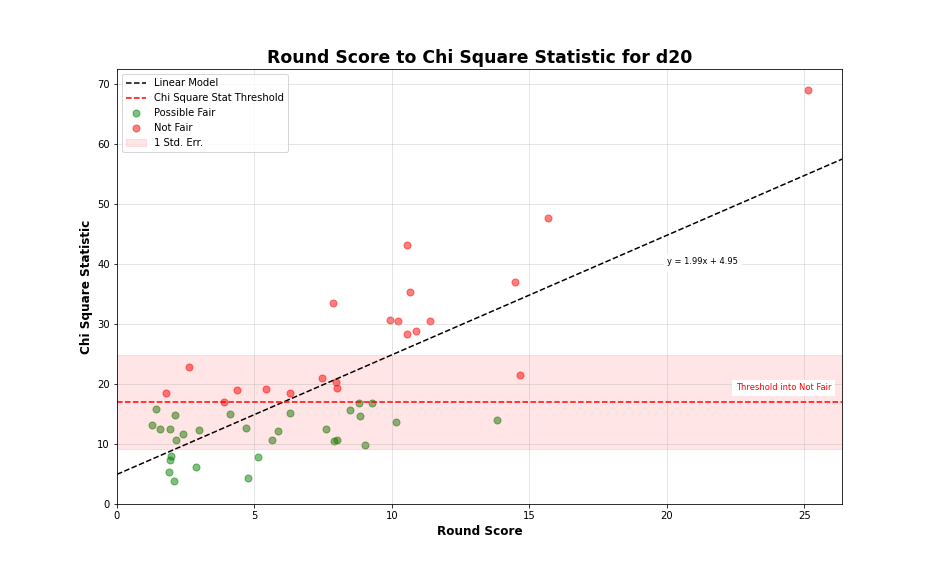 Round Score to Chi Square Statistic for d20
Linear Model
Chi Square Stat Threshold
Possible Fair
Not Fair
1 Std. Err.
70
60
50
40
30
20
10
0
Chi Square Statistic
y = 1.99x + 4.95
Threshold into Not Fair
0
5
10
15
20
25
Round Score